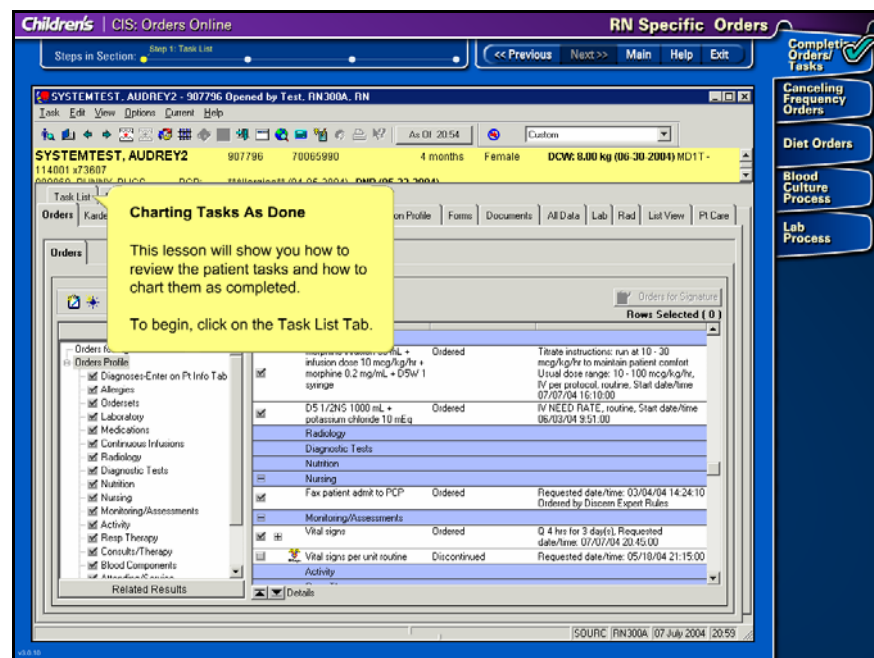 Children's | CIS: Orders Online
RN Specific Orders
Steps in Section:
Step 1: Task List
<< Previous Next >> Main Help Exit
Completing
Orders/
Tasks
Canceling
Frequency
Orders
Diet Orders
Blood
Culture
Process
Lab
Process
SYSTEMTEST, AUDREY2 - 907796 Opened by Test, RN300A, RN
Task Edit View Options Current Help
As Of 20:54
Custom
SYSTEMTEST, AUDREY2 907796 70065990 4 months Female DCW: 8.00 kg (06-30-2004) MD1T -
114001 x73607
Task List
Orders Profile Forms Documents All Data Lab Rad List View Pt Care
Charting Tasks As Done
This lesson will show you how to
review the patient tasks and how to
chart them as completed.
To begin, click on the Task List Tab.
Orders
Orders for Signature
Rows Selected ( 0 )
Orders
Orders Profile
Diagnoses-Enter on Pt Info Tab
Allergies
Ordersets
Laboratory
Medications
Continuous Infusions
Radiology
Diagnostic Tests
Nutrition
Nursing
Monitoring/Assessments
Activity
Resp Therapy
Consults/Therapy
Blood Components
Related Results
Ordered
infusion dose 10 mcg/kg/hr +
morphine 0.2 mg/mL + D5W 1
syringe
Titrate instructions: run at 10 - 30
mcg/kg/hr to maintain patient comfort
Usual dose range: 10 - 100 mcg/kg/hr,
IV per protocol, routine, Start date/time
07/07/04 16:10:00
D5 1/2NS 1000 mL +
potassium chloride 10 mEq
Ordered
IV NEED RATE, routine, Start date/time
06/03/04 9:51:00
Radiology
Diagnostic Tests
Nutrition
Nursing
Fax patient admit to PCP Ordered
Requested date/time: 03/04/04 14:24:10
Ordered by Discern Expert Rules
Monitoring/Assessments
Vital signs Ordered
Q 4 hrs for 3 day(s), Requested
date/time: 07/07/04 20:45:00
Vital signs per unit routine Discontinued Requested date/time: 05/18/04 21:15:00
Activity
Details
SOURC RN300A 07 July 2004 20:59
v3.0.10